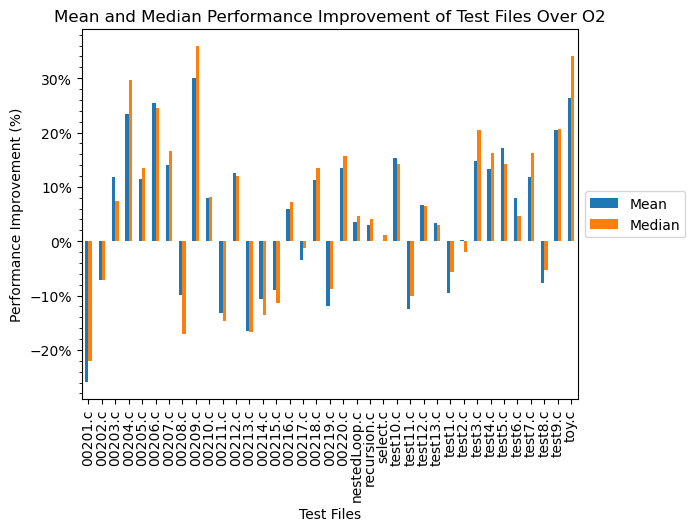 Mean and Median Performance Improvement of Test Files Over O2
Performance Improvement (%)
30%
20%
10%
0%
−10%
−20%
Mean
Median
00201.c
00202.c
00203.c
00204.c
00205.c
00206.c
00207.c
00208.c
00209.c
00210.c
00211.c
00212.c
00213.c
00214.c
00215.c
00216.c
00217.c
00218.c
00219.c
00220.c
nestedLoop.c
recursion.c
select.c
test10.c
test11.c
test12.c
test13.c
test1.c
test2.c
test3.c
test4.c
test5.c
test6.c
test7.c
test8.c
test9.c
toy.c
Test Files